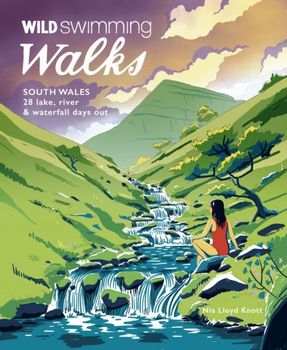 WILD SWIMMING
Walks
SOUTH WALES
28 lake, river
& waterfall days out
Nia Lloyd Knott